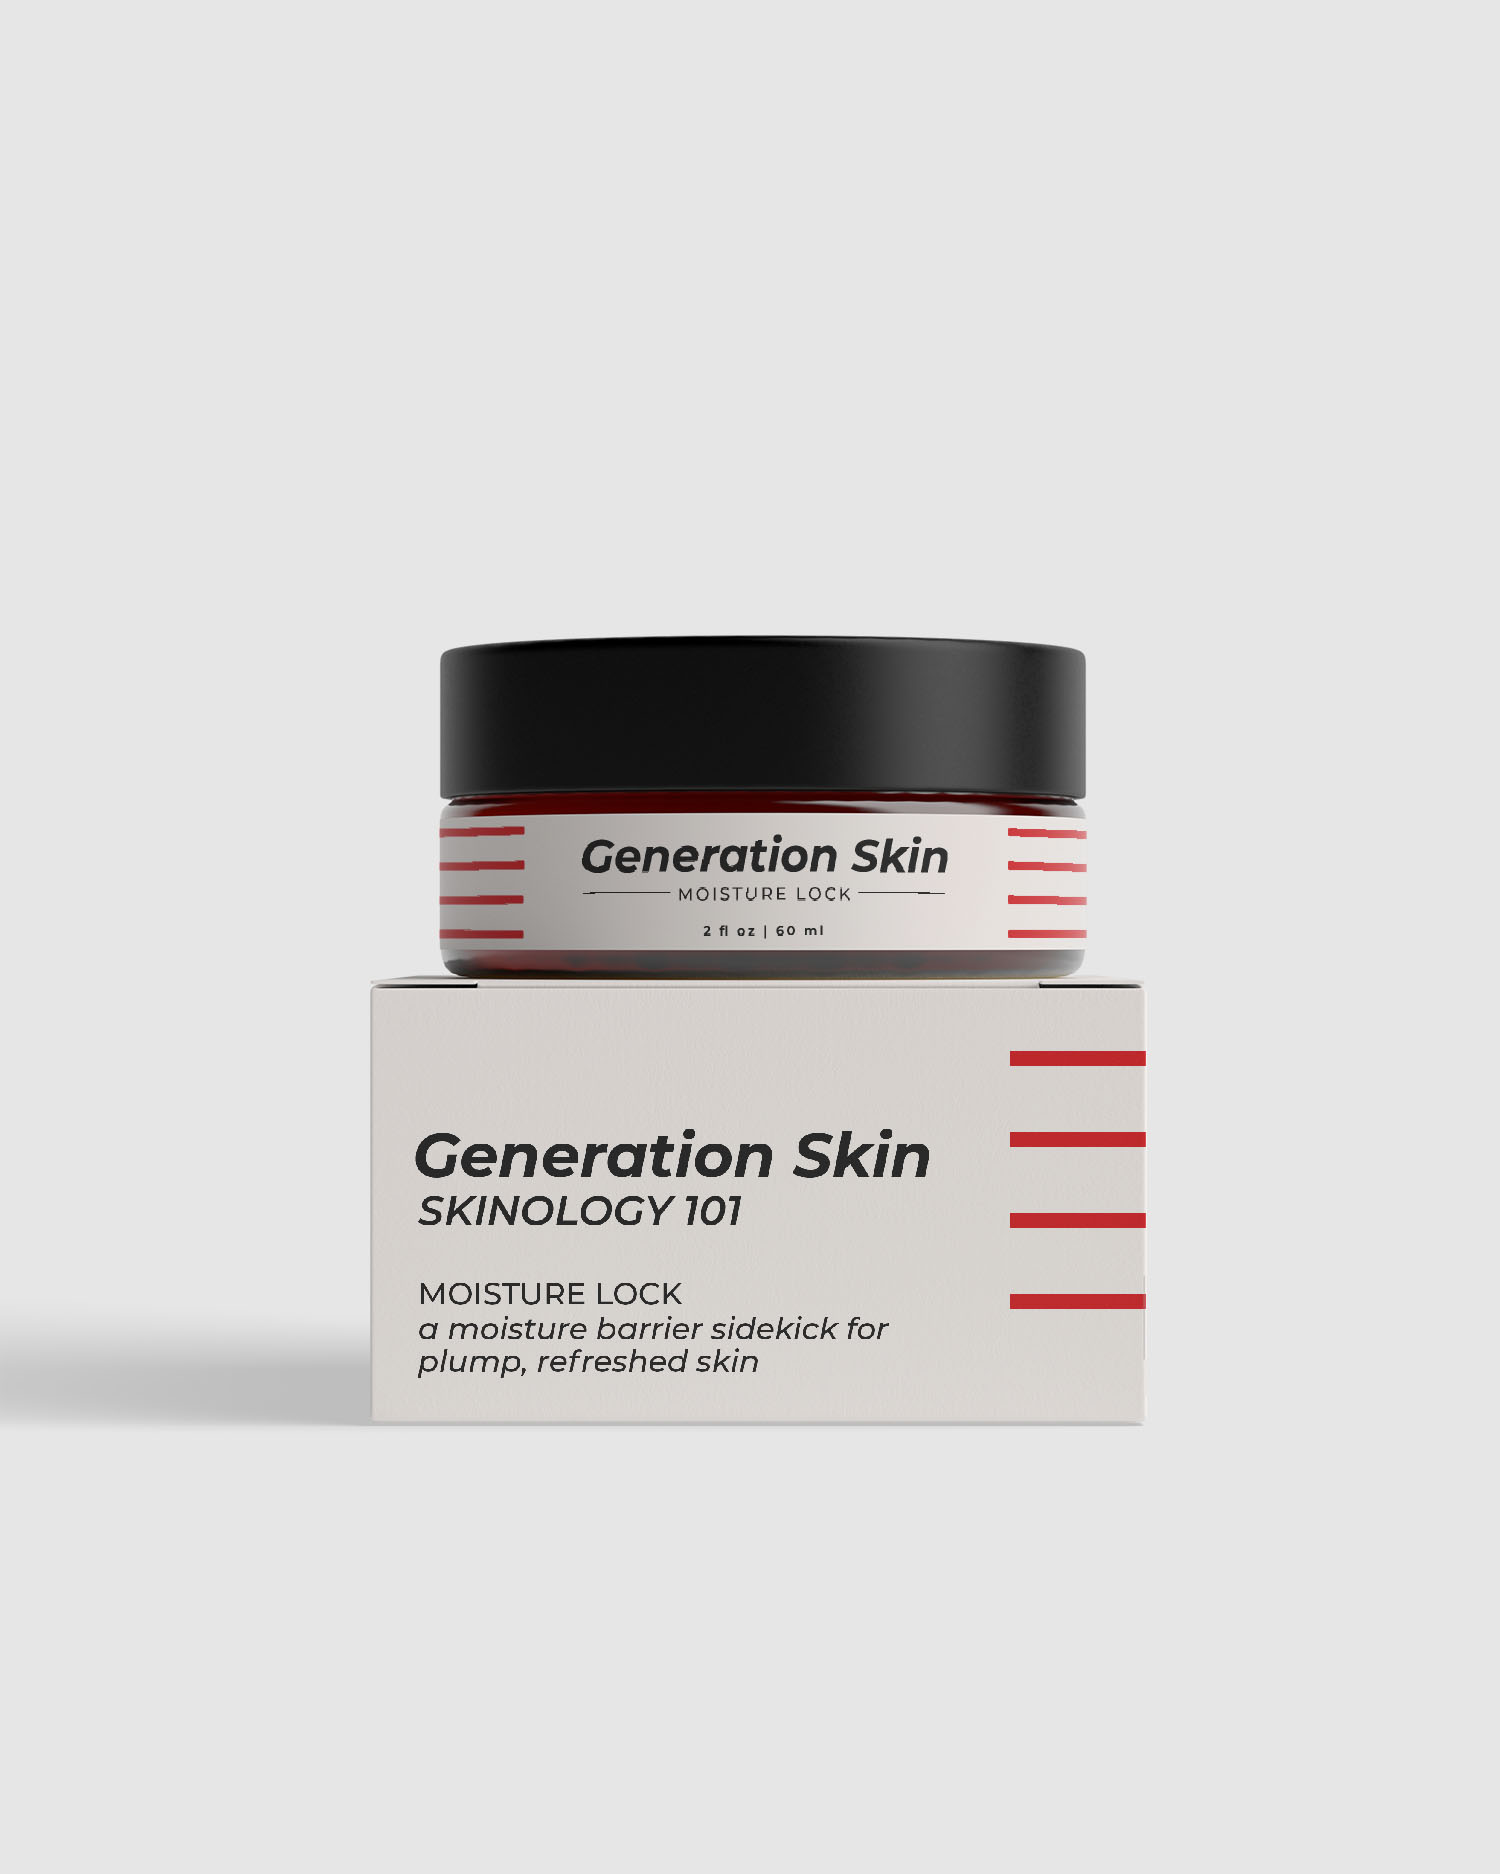 Generation Skin
MOISTURE LOCK
2 fl oz | 60 ml
Generation Skin
SKINOLOGY 101
MOISTURE LOCK
a moisture barrier sidekick for
plump, refreshed skin